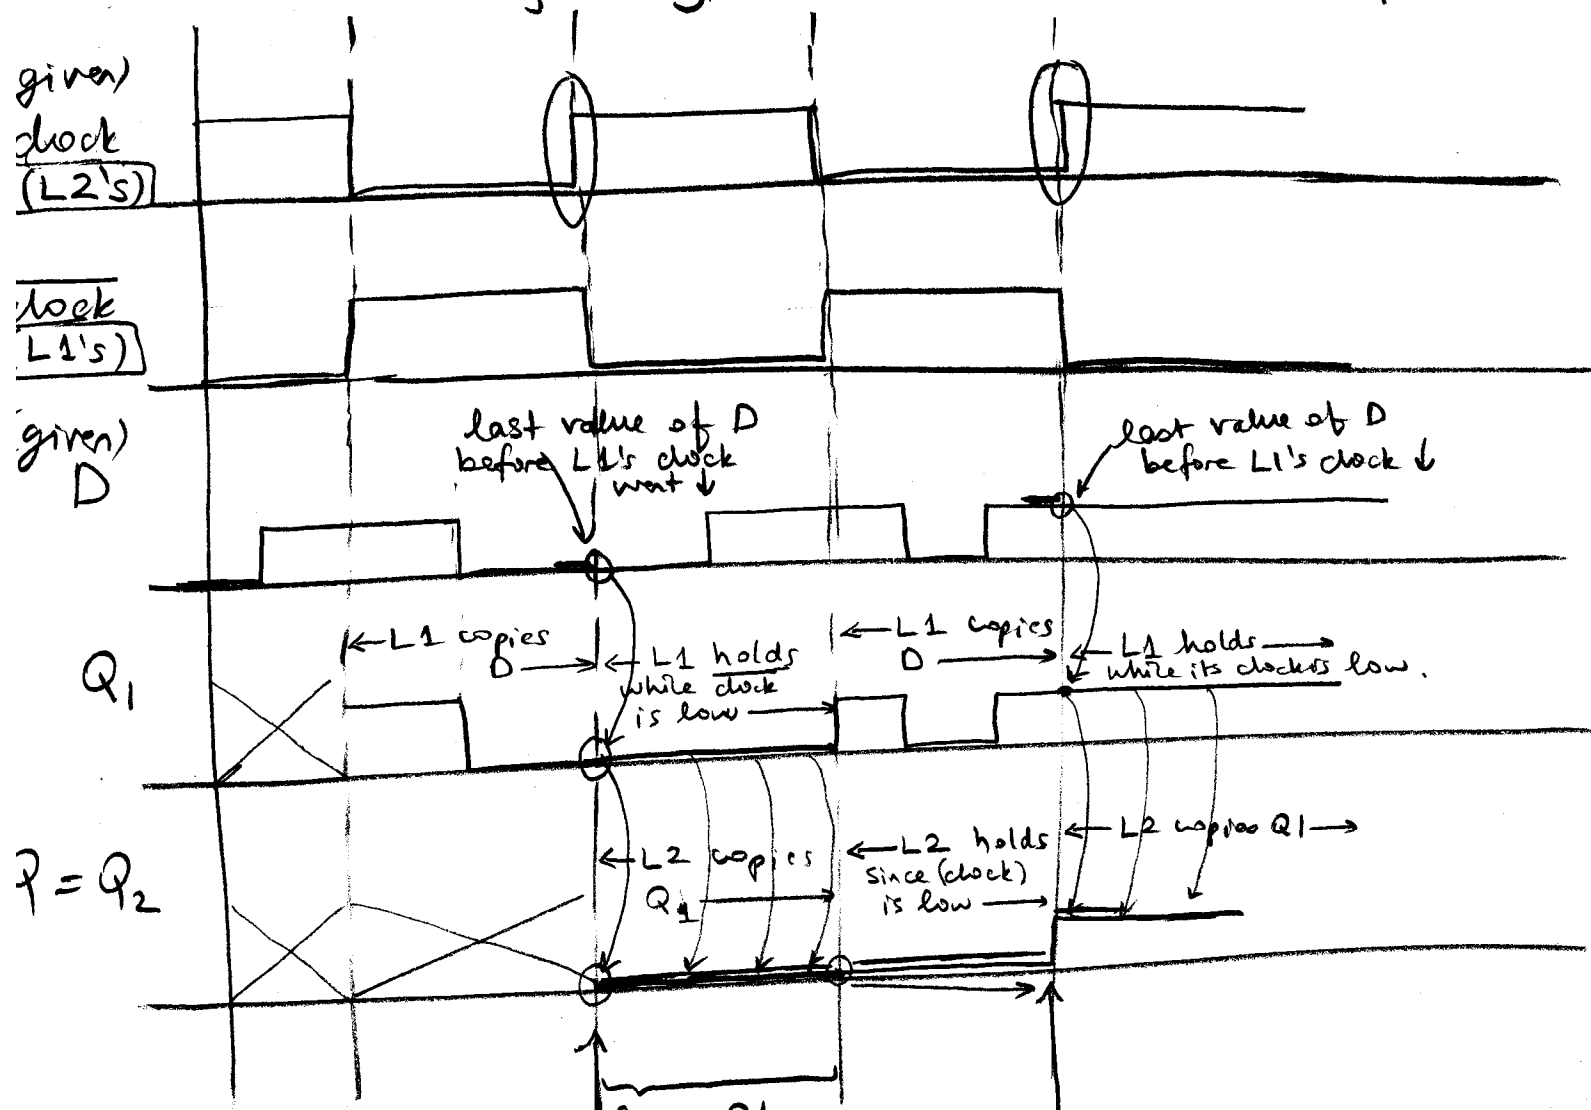 given)
clock
(L2's)
clock
L1's)
given)
D
last value of D
before L1's clock
went ↓
last value of D
before L1's clock ↓
Q1
← L1 copies
D →
← L1 holds
while clock
is low →
← L1 copies
D →
← L1 holds →
while its clock is low.
= Q2
← L2 copies
Q1 →
← L2 holds
since (clock)
is low →
← L2 copies Q1 →